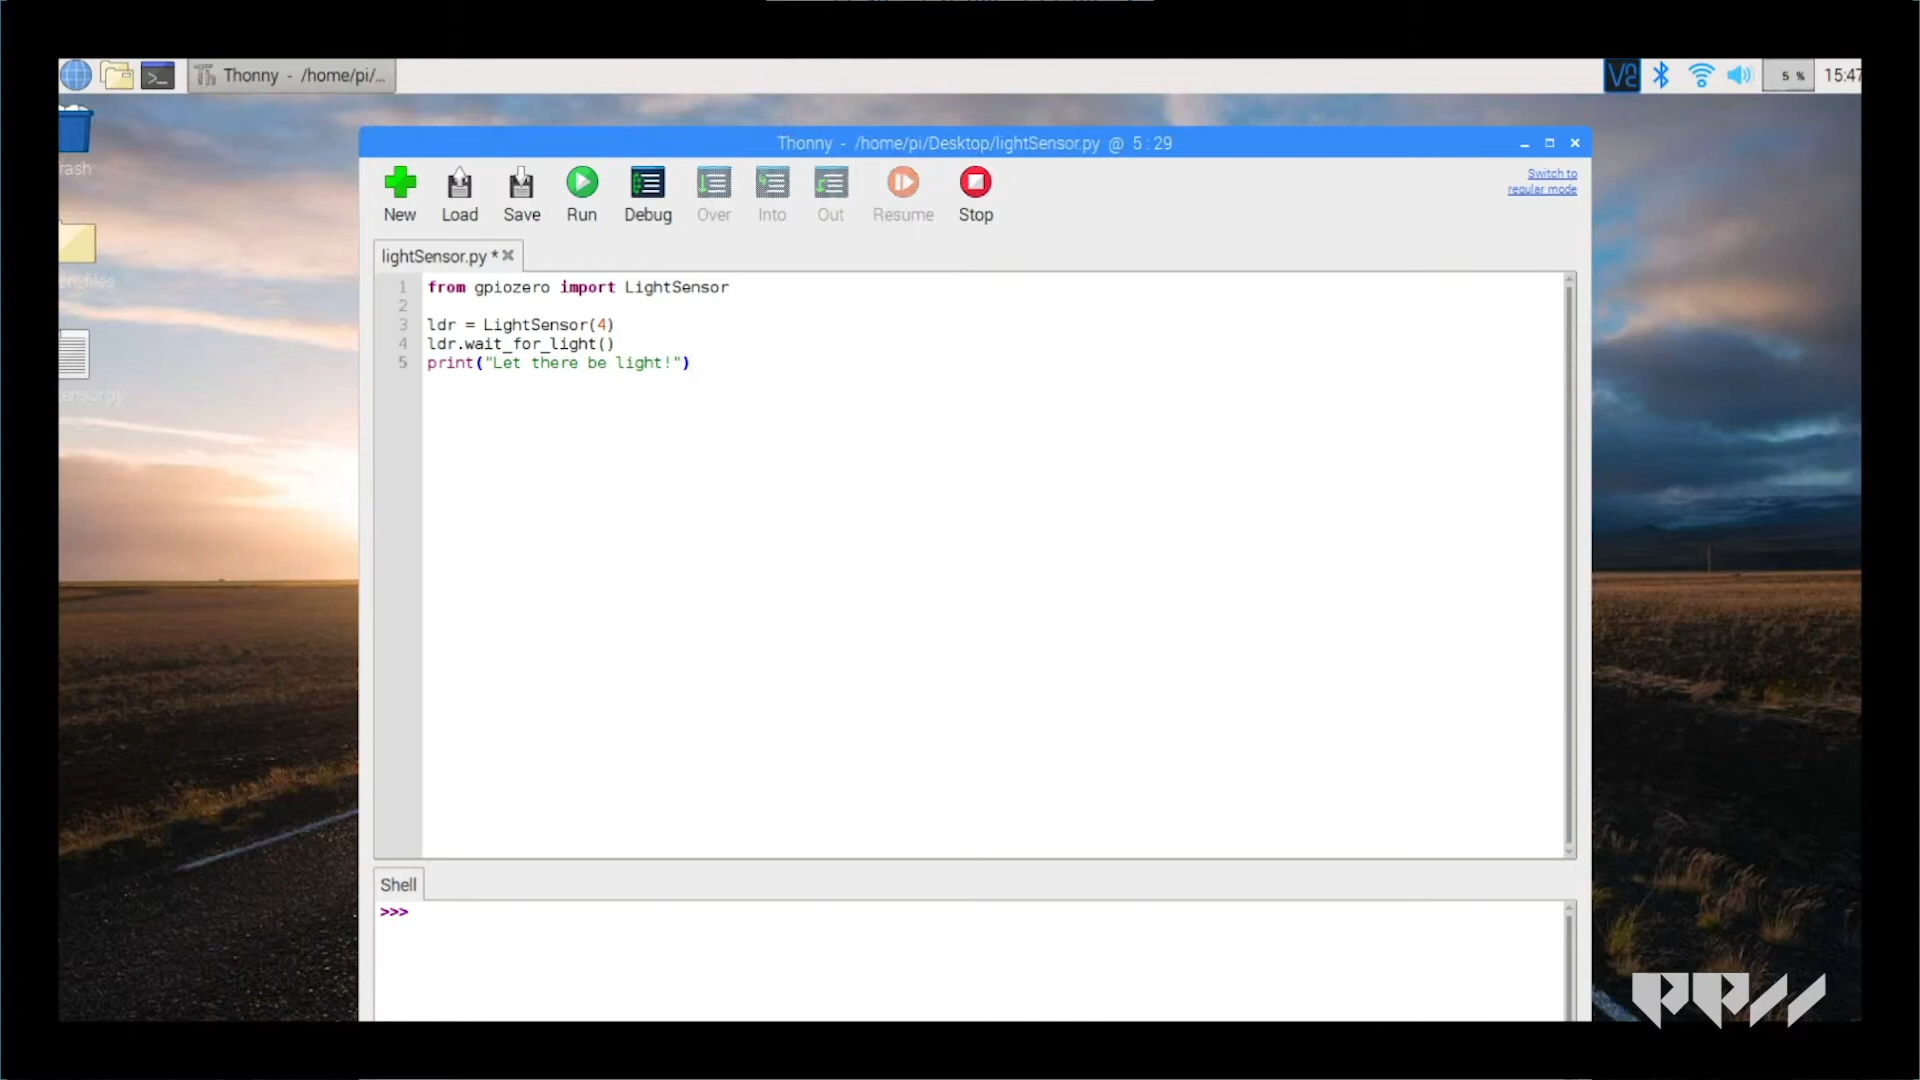 Thonny - /home/pi/...
5 %
15:47
Thonny - /home/pi/Desktop/lightSensor.py @ 5 : 29
New
Load
Save
Run
Debug
Over
Into
Out
Resume
Stop
Switch to
regular mode
lightSensor.py *
1 from gpiozero import LightSensor
2
3 ldr = LightSensor(4)
4 ldr.wait_for_light()
5 print("Let there be light!")
Shell
>>>